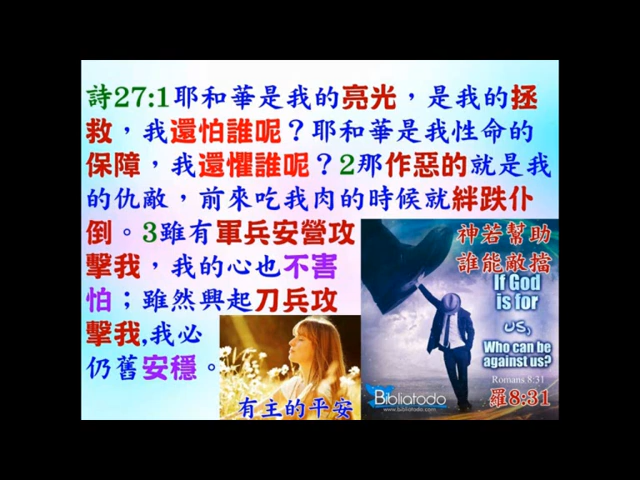 詩27:1耶和華是我的亮光，是我的拯
救，我還怕誰呢？耶和華是我性命的
保障，我還懼誰呢？2那作惡的就是我
的仇敵，前來吃我肉的時候就絆跌仆
倒。3雖有軍兵安營攻
擊我，我的心也不害
怕；雖然興起刀兵攻
擊我,我必
仍舊安穩。
有主的平安
神若幫助
誰能敵擋
If God
is for
us,
Who can be
against us?
Romans 8:31
羅8:31
Bibliatodo
www.bibliatodo.com